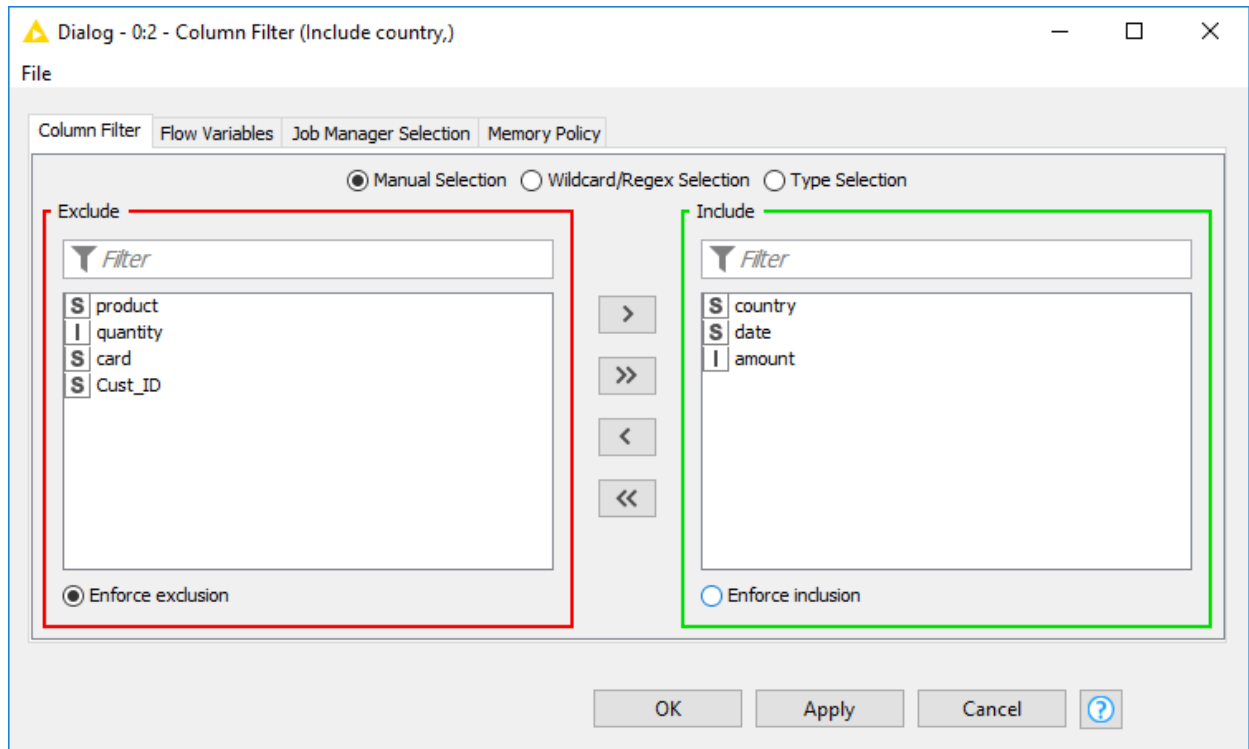 Dialog - 0:2 - Column Filter (Include country,)
File
Column Filter Flow Variables Job Manager Selection Memory Policy
Manual Selection Wildcard/Regex Selection Type Selection
Exclude
Filter
S product
I quantity
S card
S Cust_ID
Enforce exclusion
>
>>
<
<<
Include
Filter
S country
S date
I amount
Enforce inclusion
OK Apply Cancel ?